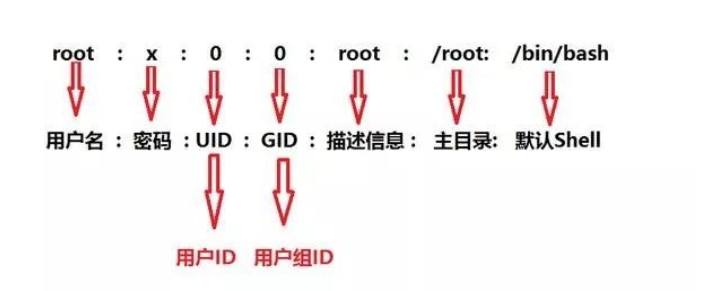 root : x : 0 : 0 : root : /root: /bin/bash
用户名 : 密码 :UID : GID : 描述信息 : 主目录: 默认Shell
用户ID 用户组ID